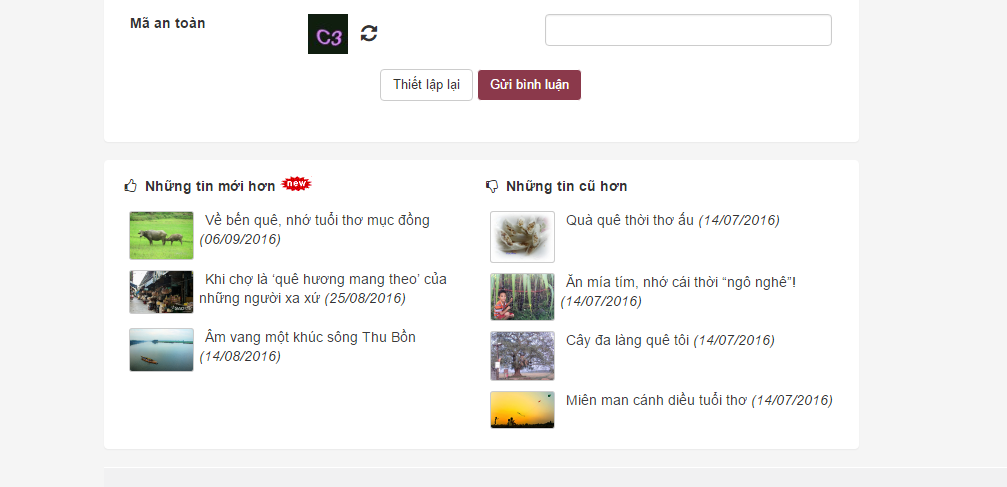 Mã an toàn
C3
Thiết lập lại
Gửi bình luận
Những tin mới hơn new
Về bến quê, nhớ tuổi thơ mục đồng
(06/09/2016)
Khi chợ là ‘quê hương mang theo’ của
những người xa xứ (25/08/2016)
Âm vang một khúc sông Thu Bồn
(14/08/2016)
Những tin cũ hơn
Quà quê thời thơ ấu (14/07/2016)
Ăn mía tím, nhớ cái thời “ngô nghê”!
(14/07/2016)
Cây đa làng quê tôi (14/07/2016)
Miên man cánh diều tuổi thơ (14/07/2016)